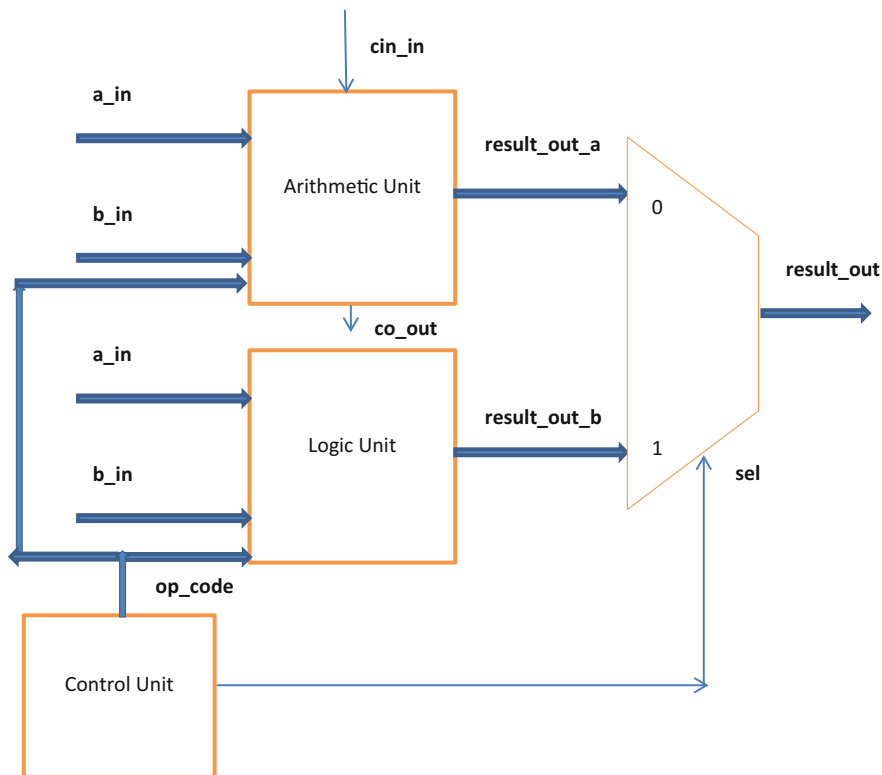 cin_in
a_in
result_out_a
Arithmetic Unit
0
b_in
result_out
co_out
a_in
result_out_b
Logic Unit
1
b_in
sel
op_code
Control Unit